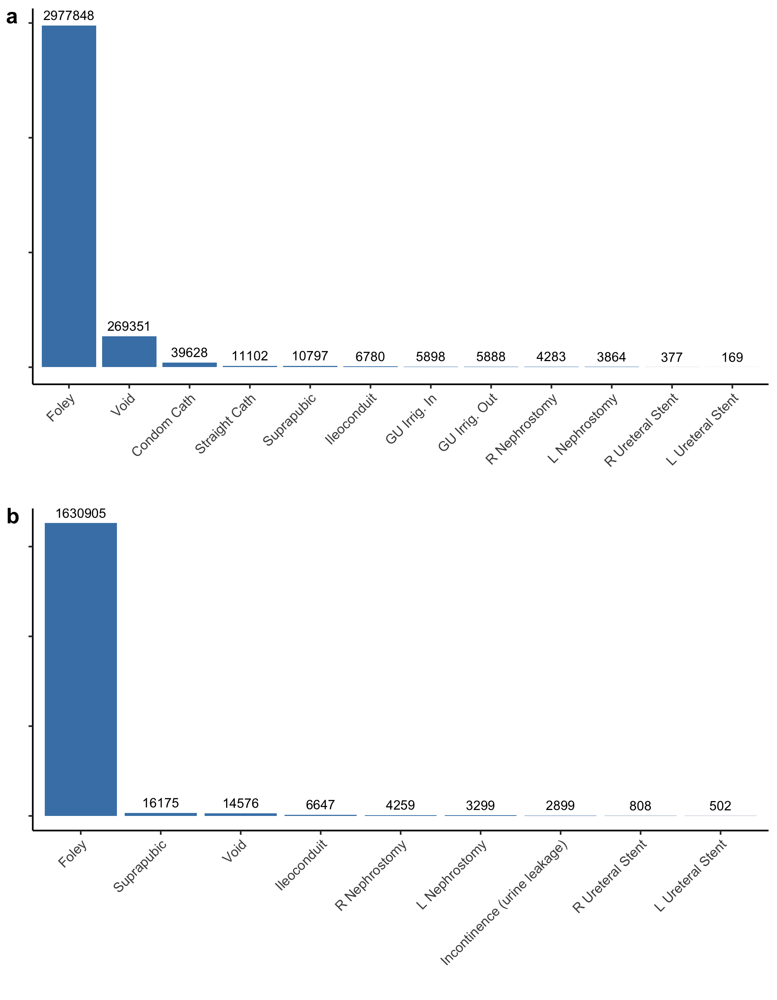 a
2977848
269351
39628
11102
10797
6780
5898
5888
4283
3864
377
169
Foley
Void
Condom Cath
Straight Cath
Suprapubic
Ileoconduit
GU Irrig. In
GU Irrig. Out
R Nephrostomy
L Nephrostomy
R Ureteral Stent
L Ureteral Stent
b
1630905
16175
14576
6647
4259
3299
2899
808
502
Foley
Suprapubic
Void
Ileoconduit
R Nephrostomy
L Nephrostomy
Incontinence (urine leakage)
R Ureteral Stent
L Ureteral Stent